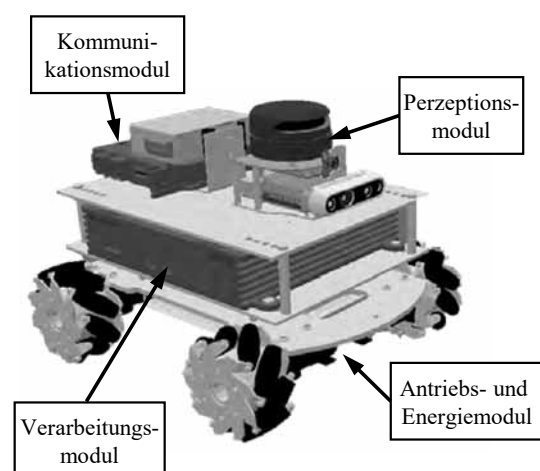 Kommuni-
kationsmodul
Perzeptions-
modul
Antriebs- und
Energiemodul
Verarbeitungs-
modul